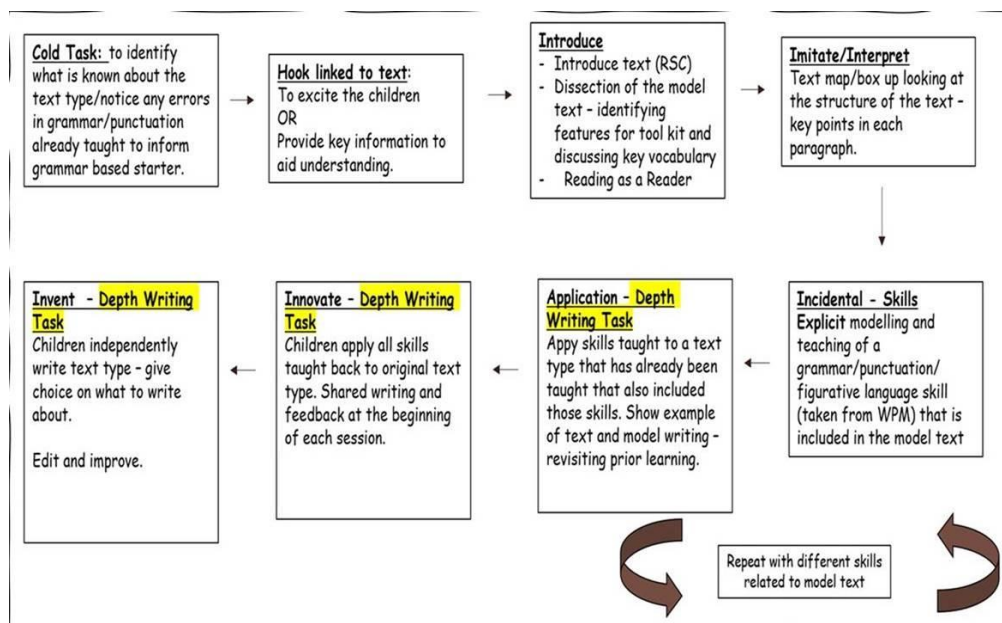 Cold Task: to identify
what is known about the
text type/notice any errors
in grammar/punctuation
already taught to inform
grammar based starter.
Hook linked to text:
To excite the children
OR
Provide key information to
aid understanding.
Introduce
- Introduce text (RSC)
- Dissection of the model
text – identifying
features for tool kit and
discussing key vocabulary
- Reading as a Reader
Imitate/Interpret
Text map/box up looking
at the structure of the text –
key points in each
paragraph.
Incidental - Skills
Explicit modelling and
teaching of a
grammar/punctuation/
figurative language skill
(taken from WPM) that is
included in the model text
Application - Depth
Writing Task
Appy skills taught to a text
type that has already been
taught that also included
those skills. Show example
of text and model writing –
revisiting prior learning.
Innovate - Depth Writing
Task
Children apply all skills
taught back to original text
type. Shared writing and
feedback at the beginning
of each session.
Invent - Depth Writing
Task
Children independently
write text type – give
choice on what to write
about.
Edit and improve.
Repeat with different skills
related to model text